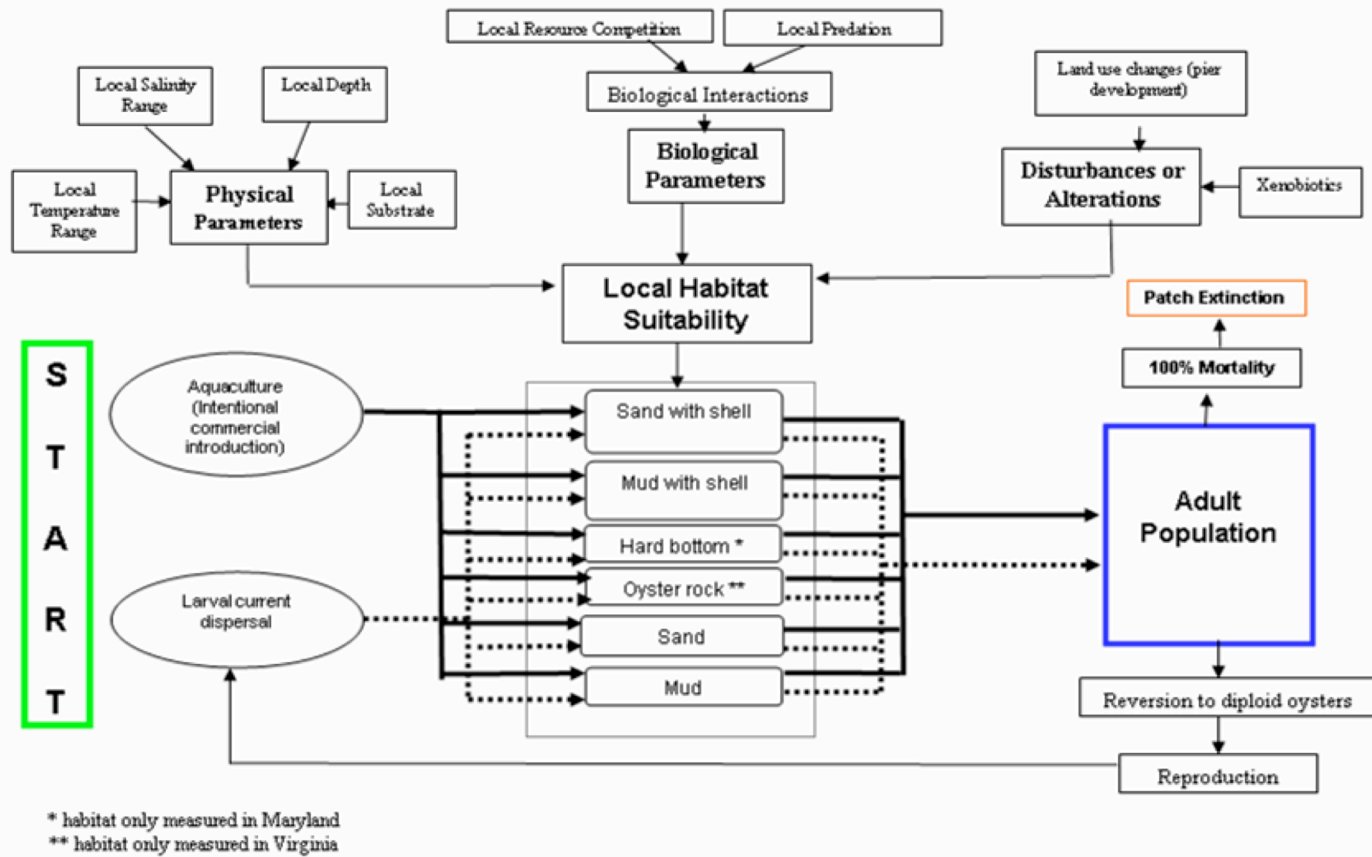 Local Resource Competition
Local Predation
Local Salinity
Range
Local Depth
Biological Interactions
Land use changes (pier
development)
Local
Temperature
Range
Physical
Parameters
Local
Substrate
Biological
Parameters
Disturbances or
Alterations
Xenobiotics
Local Habitat
Suitability
Patch Extinction
100% Mortality
S
T
A
R
T
Aquaculture
(Intentional
commercial
introduction)
Larval current
dispersal
Sand with shell
Mud with shell
Hard bottom *
Oyster rock **
Sand
Mud
Adult
Population
Reversion to diploid oysters
Reproduction
* habitat only measured in Maryland
** habitat only measured in Virginia